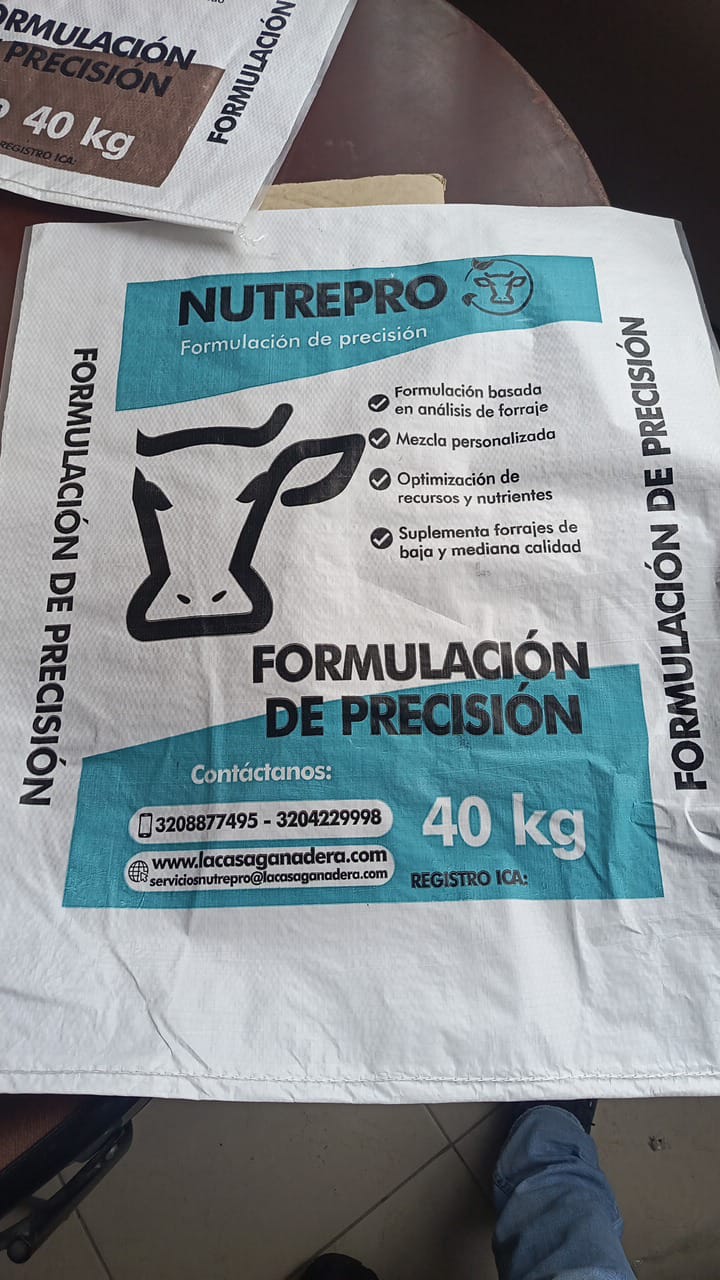 FORMULACIÓN
PRECISIÓN
40 kg
REGISTRO ICA:
FORMULACIÓN
NUTREPRO
Formulación de precisión
Formulación basada
en análisis de forraje
Mezcla personalizada
Optimización de
recursos y nutrientes
Suplementa forrajes de
baja y mediana calidad
FORMULACIÓN DE PRECISIÓN
FORMULACIÓN DE PRECISIÓN
FORMULACIÓN
DE PRECISIÓN
Contáctanos:
3208877495 - 3204229998
www.lacasaganadera.com
serviciosnutrepro@lacasaganadera.com
40 kg
REGISTRO ICA: